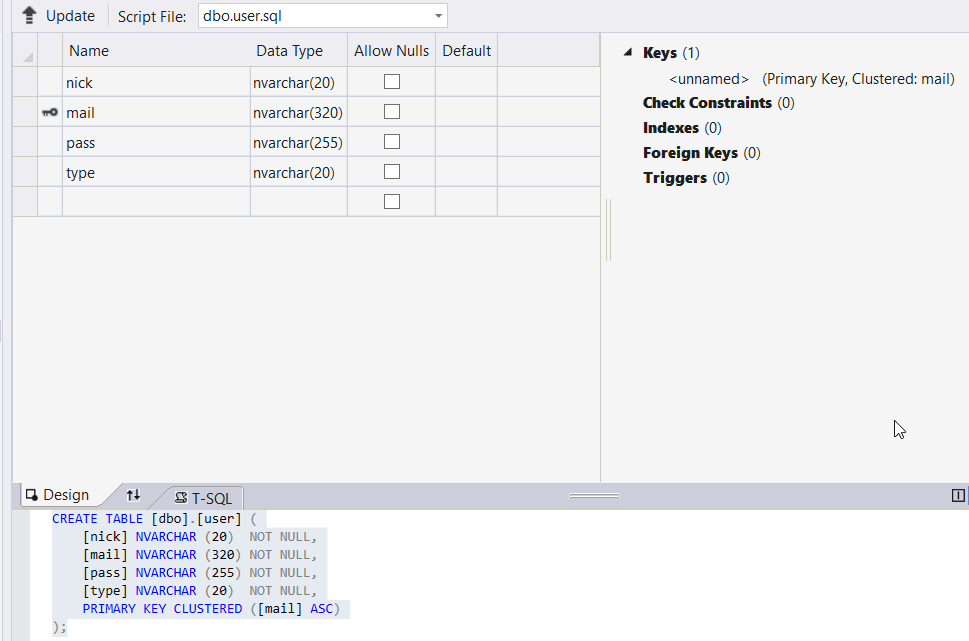 Update Script File: dbo.user.sql
Name Data Type Allow Nulls Default
nick nvarchar(20)
mail nvarchar(320)
pass nvarchar(255)
type nvarchar(20)
Keys (1)
<unnamed> (Primary Key, Clustered: mail)
Check Constraints (0)
Indexes (0)
Foreign Keys (0)
Triggers (0)
Design T-SQL
CREATE TABLE [dbo].[user] (
[nick] NVARCHAR (20) NOT NULL,
[mail] NVARCHAR (320) NOT NULL,
[pass] NVARCHAR (255) NOT NULL,
[type] NVARCHAR (20) NOT NULL,
PRIMARY KEY CLUSTERED ([mail] ASC)
);